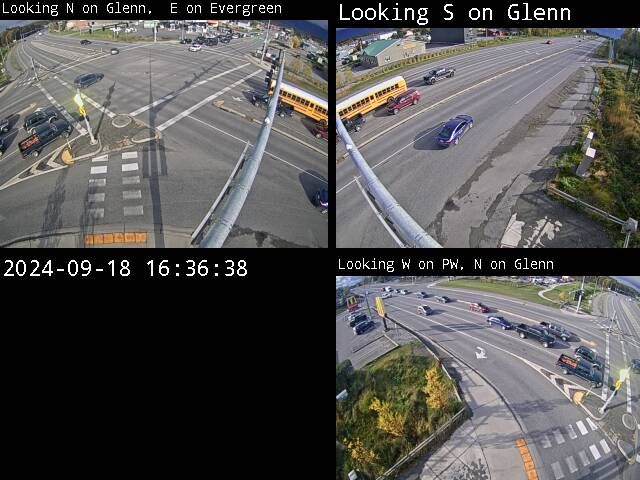 Looking N on Glenn,  E on Evergreen
Looking S on Glenn
2024-09-18 16:36:38
Looking W on PW, N on Glenn